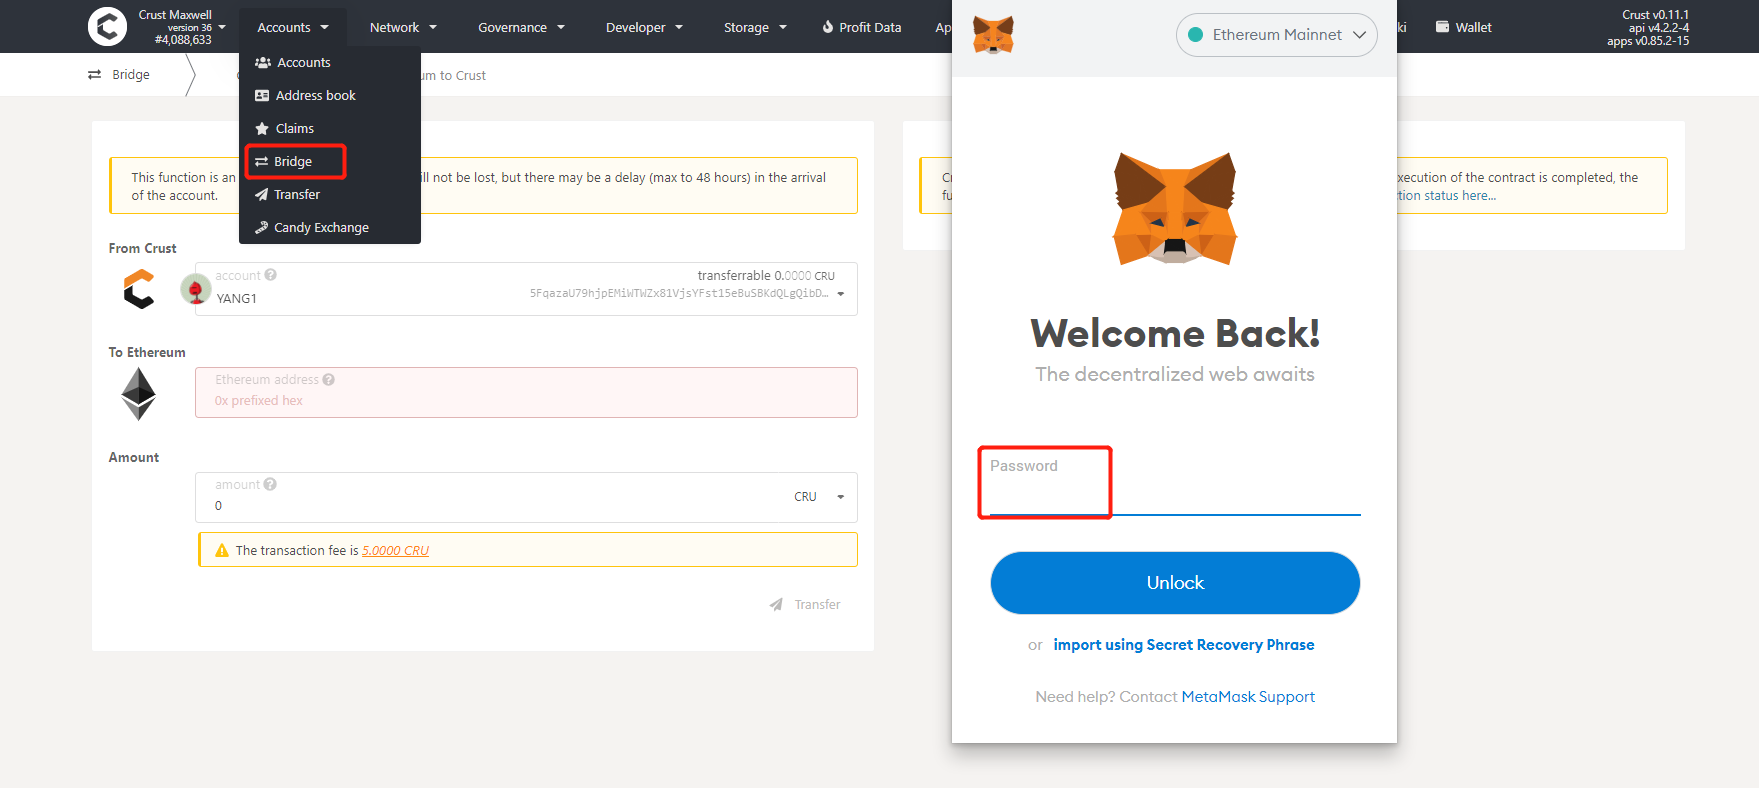 Crust Maxwell
version 36
#4,088,633
Accounts
Network
Governance
Developer
Storage
Profit Data
Ap
Ethereum Mainnet
ki
Wallet
Crust v0.11.1
api v4.2.2-4
apps v0.85.2-15
Bridge
um to Crust
Accounts
Address book
Claims
Bridge
Transfer
Candy Exchange
This function is an
ill not be lost, but there may be a delay (max to 48 hours) in the arrival
of the account.
From Crust
account
transferrable 0.0000 CRU
YANG1
5FqazaU79hjpEMiWTWZx81VjsYFst15eBuSBKdQLgQibD...
To Ethereum
Ethereum address
0x prefixed hex
Amount
amount
0
CRU
The transaction fee is 5.0000 CRU
Transfer
C
fu
xecution of the contract is completed, the
tion status here...
Welcome Back!
The decentralized web awaits
Password
Unlock
or import using Secret Recovery Phrase
Need help? Contact MetaMask Support